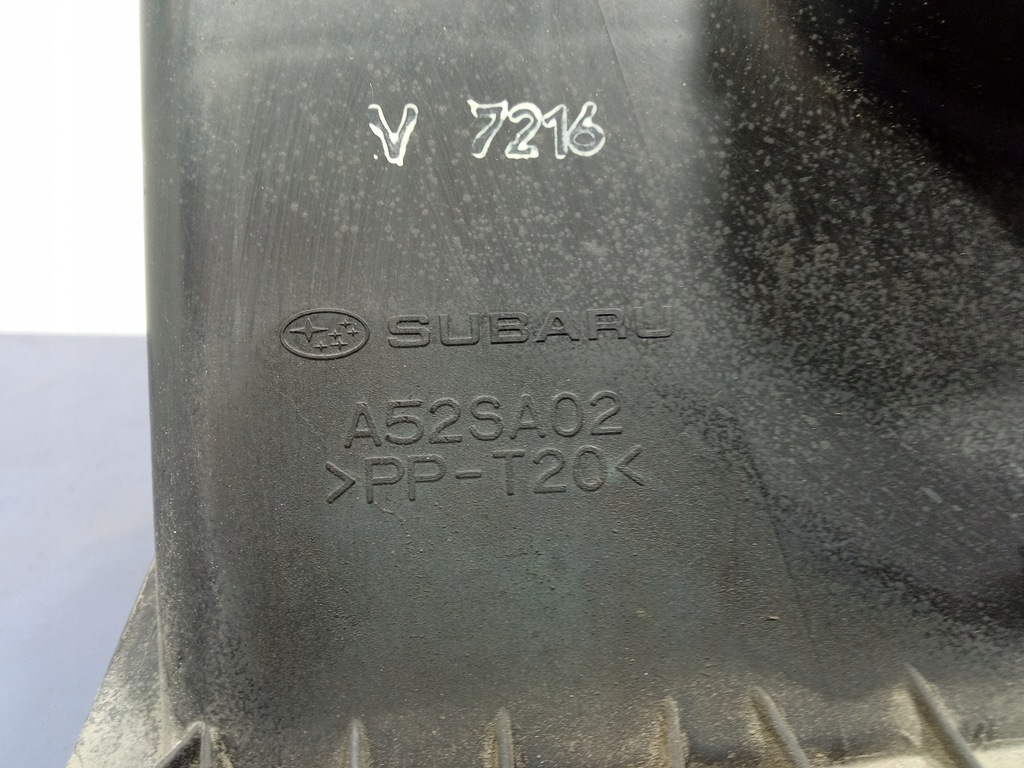 V 7216
SUBARU
A52SA02
>PP-T20<